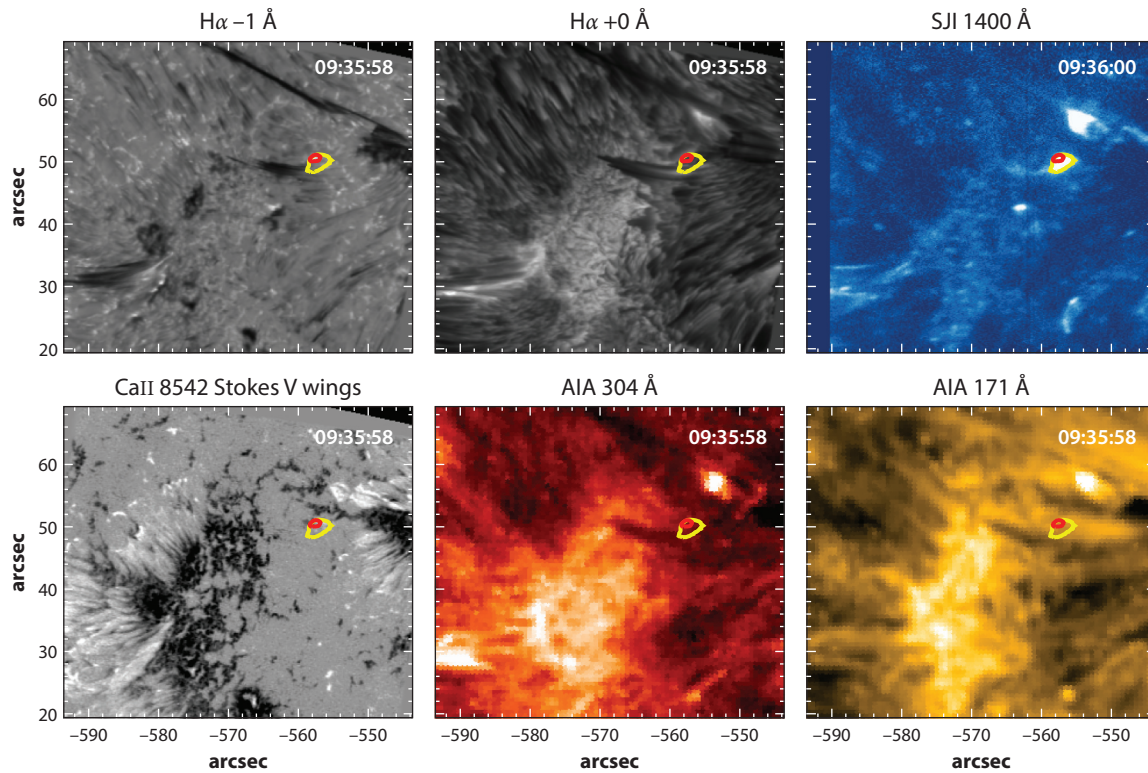 Hα –1 Å
Hα +0 Å
SJI 1400 Å
09:35:58
09:35:58
09:36:00
60
50
40
30
20
arcsec
CaII 8542 Stokes V wings
AIA 304 Å
AIA 171 Å
09:35:58
09:35:58
09:35:58
60
50
40
30
20
arcsec
–590 –580 –570 –560 –550
–590 –580 –570 –560 –550
–590 –580 –570 –560 –550
arcsec
arcsec
arcsec